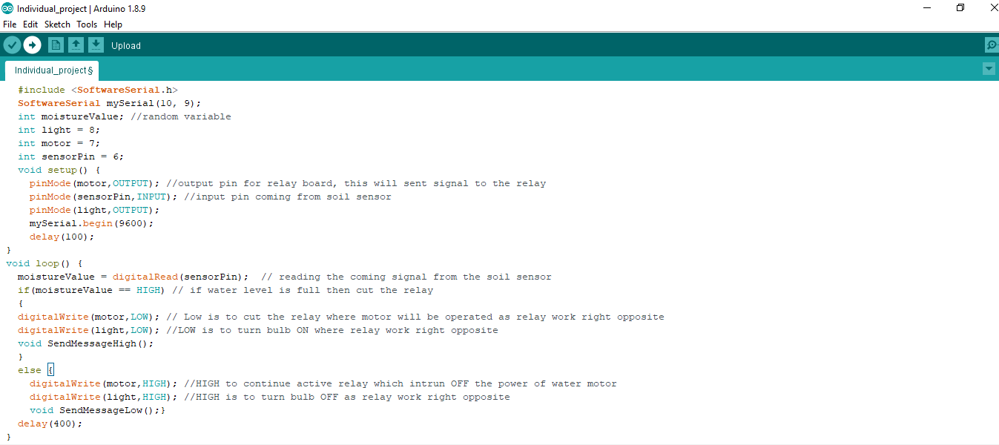 Individual_project | Arduino 1.8.9
File Edit Sketch Tools Help
Upload
Individual_project §
#include <SoftwareSerial.h>
SoftwareSerial mySerial(10, 9);
int moistureValue; //random variable
int light = 8;
int motor = 7;
int sensorPin = 6;
void setup() {
pinMode(motor,OUTPUT); //output pin for relay board, this will sent signal to the relay
pinMode(sensorPin,INPUT); //input pin coming from soil sensor
pinMode(light,OUTPUT);
mySerial.begin(9600);
delay(100);
}
void loop() {
moistureValue = digitalRead(sensorPin);  // reading the coming signal from the soil sensor
if(moistureValue == HIGH) // if water level is full then cut the relay
{
digitalWrite(motor,LOW); // Low is to cut the relay where motor will be operated as relay work right opposite
digitalWrite(light,LOW); //LOW is to turn bulb ON where relay work right opposite
void SendMessageHigh();
}
else {
digitalWrite(motor,HIGH); //HIGH to continue active relay which intrun OFF the power of water motor
digitalWrite(light,HIGH); //HIGH is to turn bulb OFF as relay work right opposite
void SendMessageLow();}
delay(400);
}